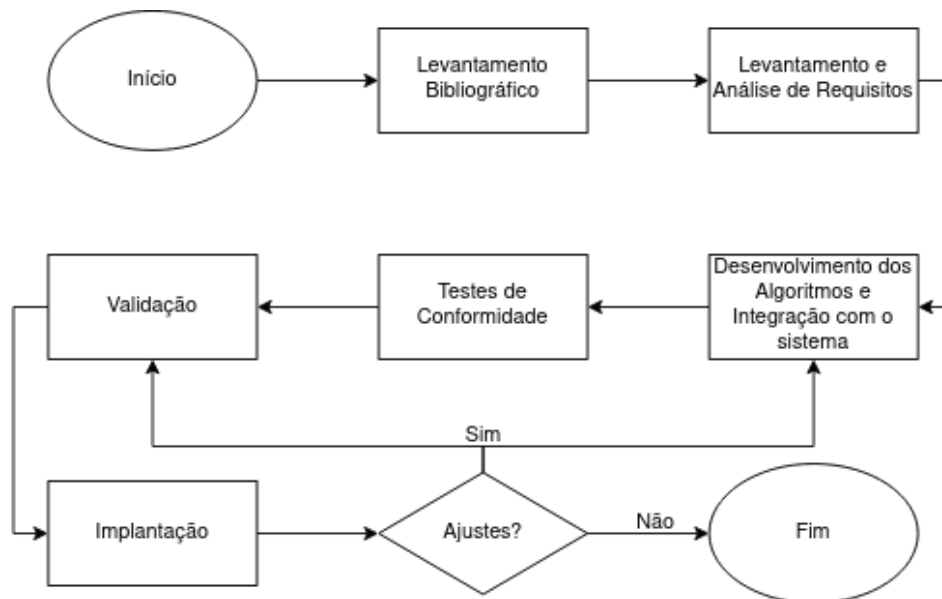 Início
Levantamento
Bibliográfico
Levantamento e
Análise de Requisitos
Desenvolvimento dos
Algoritmos e
Integração com o
sistema
Testes de
Conformidade
Validação
Sim
Implantação
Ajustes?
Não
Fim